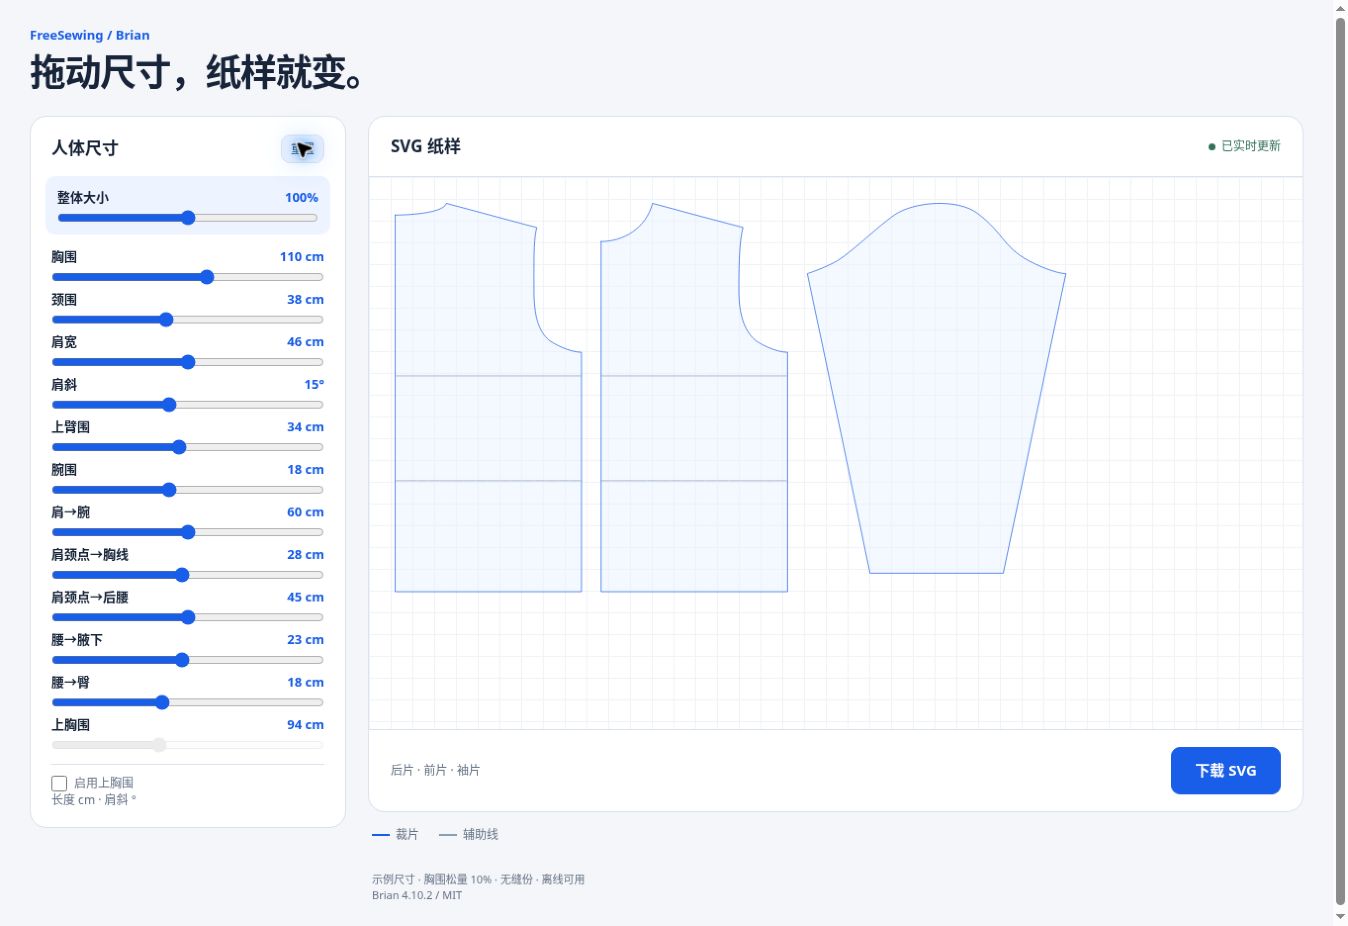 FreeSewing / Brian
拖动尺寸，纸样就变。
人体尺寸
整体大小 100%
胸围 110 cm
颈围 38 cm
肩宽 46 cm
肩斜 15°
上臂围 34 cm
腕围 18 cm
肩→腕 60 cm
肩颈点→胸线 28 cm
肩颈点→后腰 45 cm
腰→腋下 23 cm
腰→臀 18 cm
上胸围 94 cm
启用上胸围
长度 cm · 肩斜 °
SVG 纸样
已实时更新
后片 · 前片 · 袖片
下载 SVG
裁片
辅助线
示例尺寸 · 胸围松量 10% · 无缝份 · 离线可用
Brian 4.10.2 / MIT